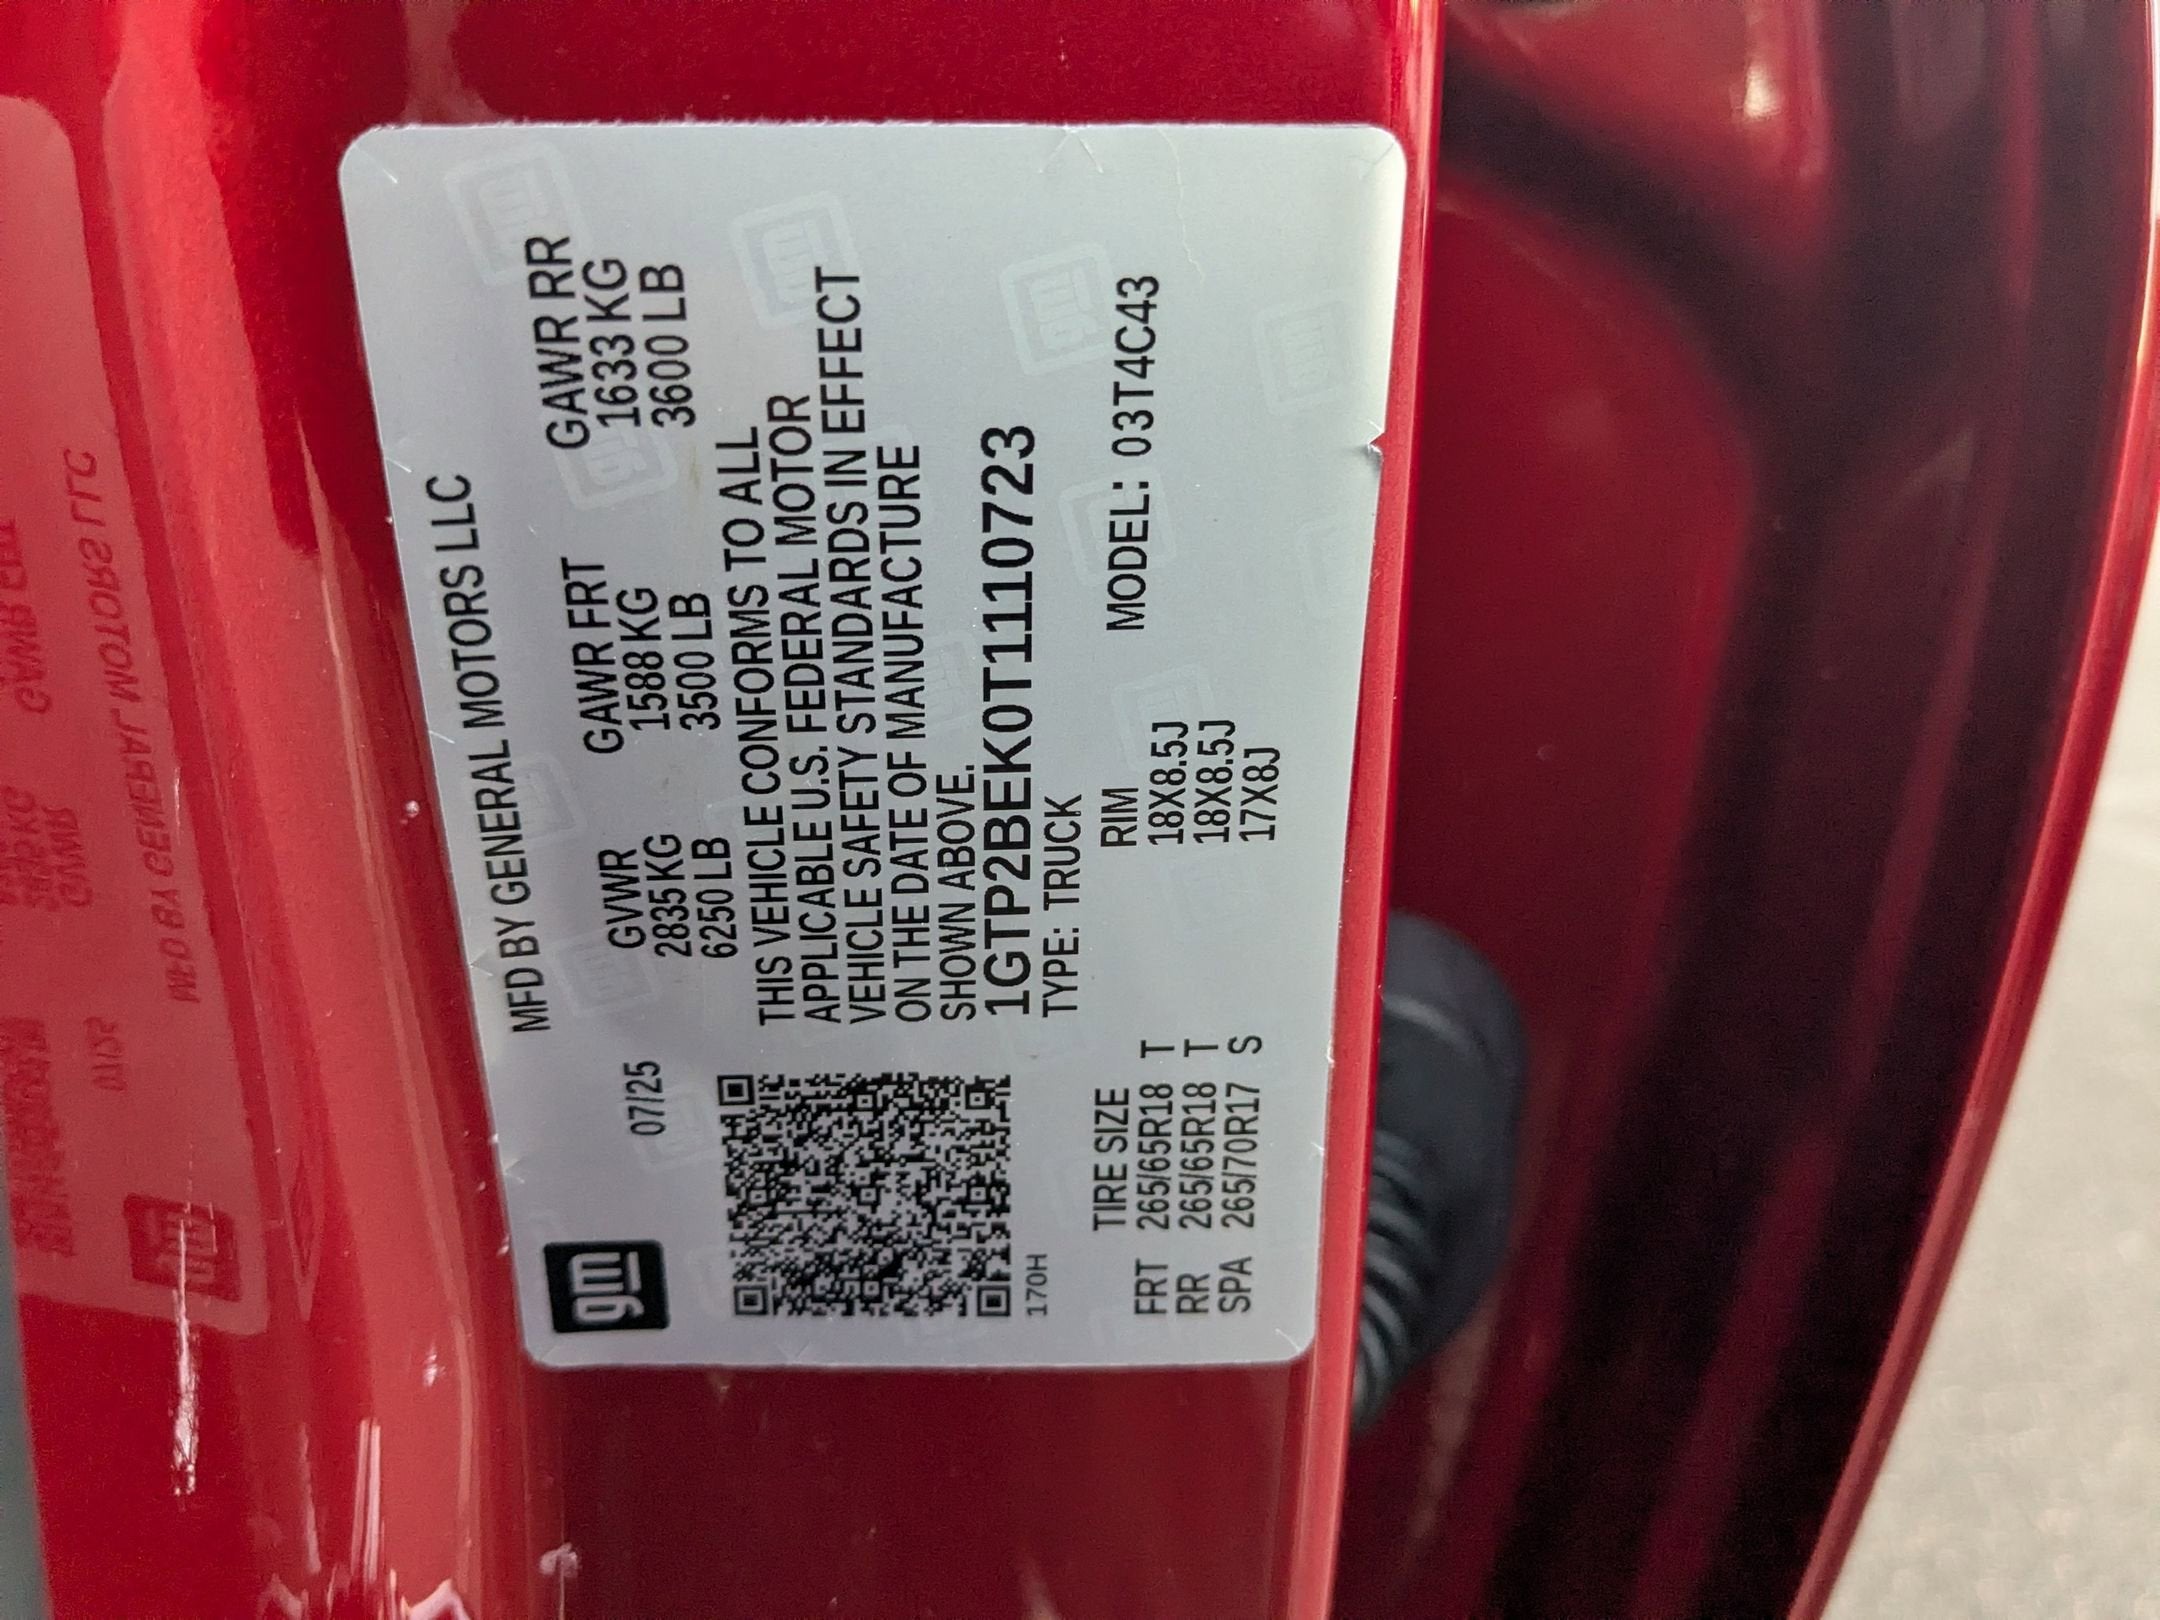 gm
MFD BY GENERAL MOTORS LLC
07/25
GVWR GAWR FRT GAWR RR
2835 KG 1588 KG 1633 KG
6250 LB 3500 LB 3600 LB
THIS VEHICLE CONFORMS TO ALL
APPLICABLE U.S. FEDERAL MOTOR
VEHICLE SAFETY STANDARDS IN EFFECT
ON THE DATE OF MANUFACTURE
SHOWN ABOVE.
1GTP2BEK0T1110723
TYPE: TRUCK
170H
MODEL: 03T4C43
TIRE SIZE RIM
FRT 265/65R18 T 18X8.5J
RR 265/65R18 T 18X8.5J
SPA 265/70R17 S 17X8J